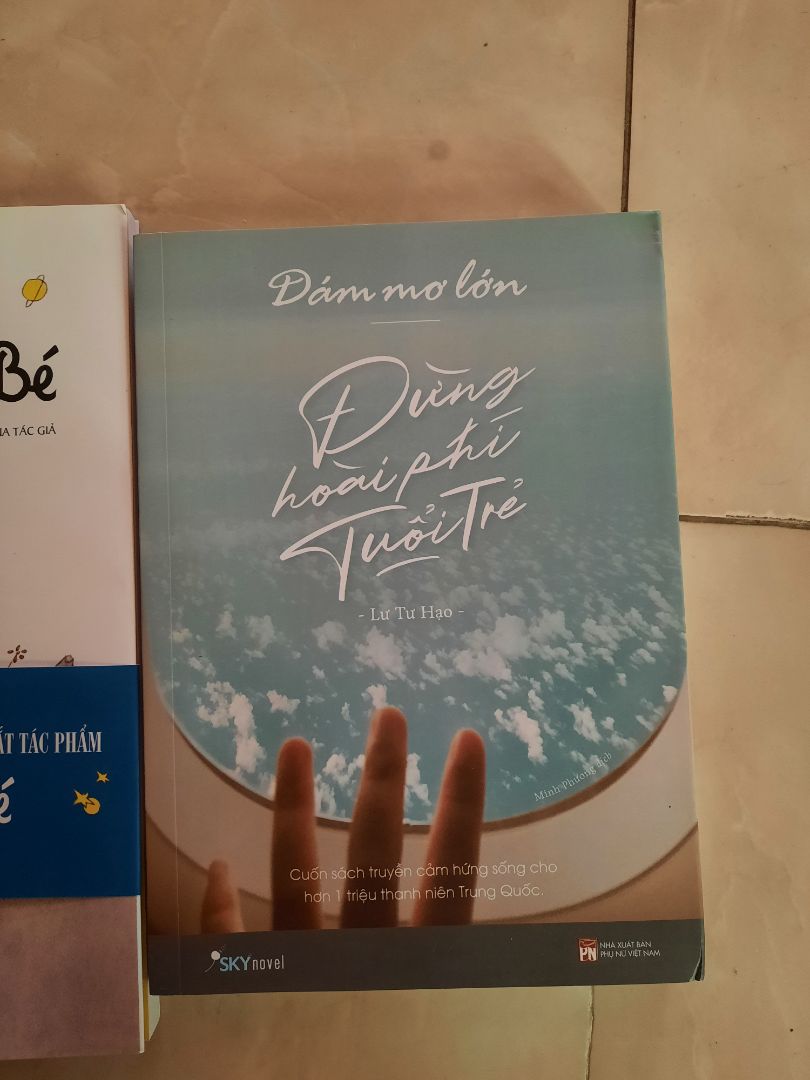 Bé
TÁC GIẢ
TÁC PHẨM
é
Dám mơ lớn
Đừng
hoài phí
Tuổi Trẻ
- Lư Tư Hạo -
Minh Phương dịch
Cuốn sách truyền cảm hứng sống cho
hơn 1 triệu thanh niên Trung Quốc.
SKYnovel
PN
NHÀ XUẤT BẢN
PHỤ NỮ VIỆT NAM